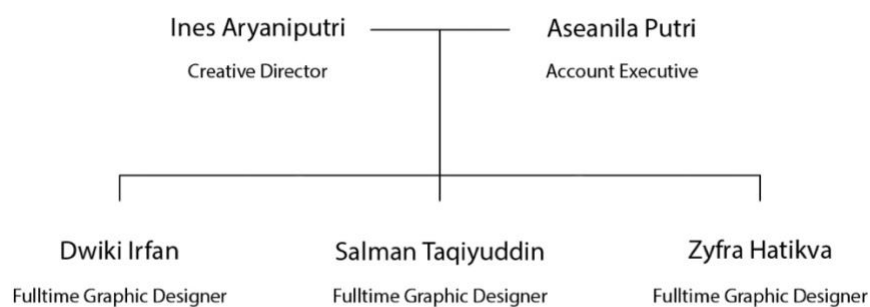 Ines Aryaniputri
Aseanila Putri
Creative Director
Account Executive
Dwiki Irfan
Salman Taqiyuddin
Zyfra Hatikva
Fulltime Graphic Designer
Fulltime Graphic Designer
Fulltime Graphic Designer